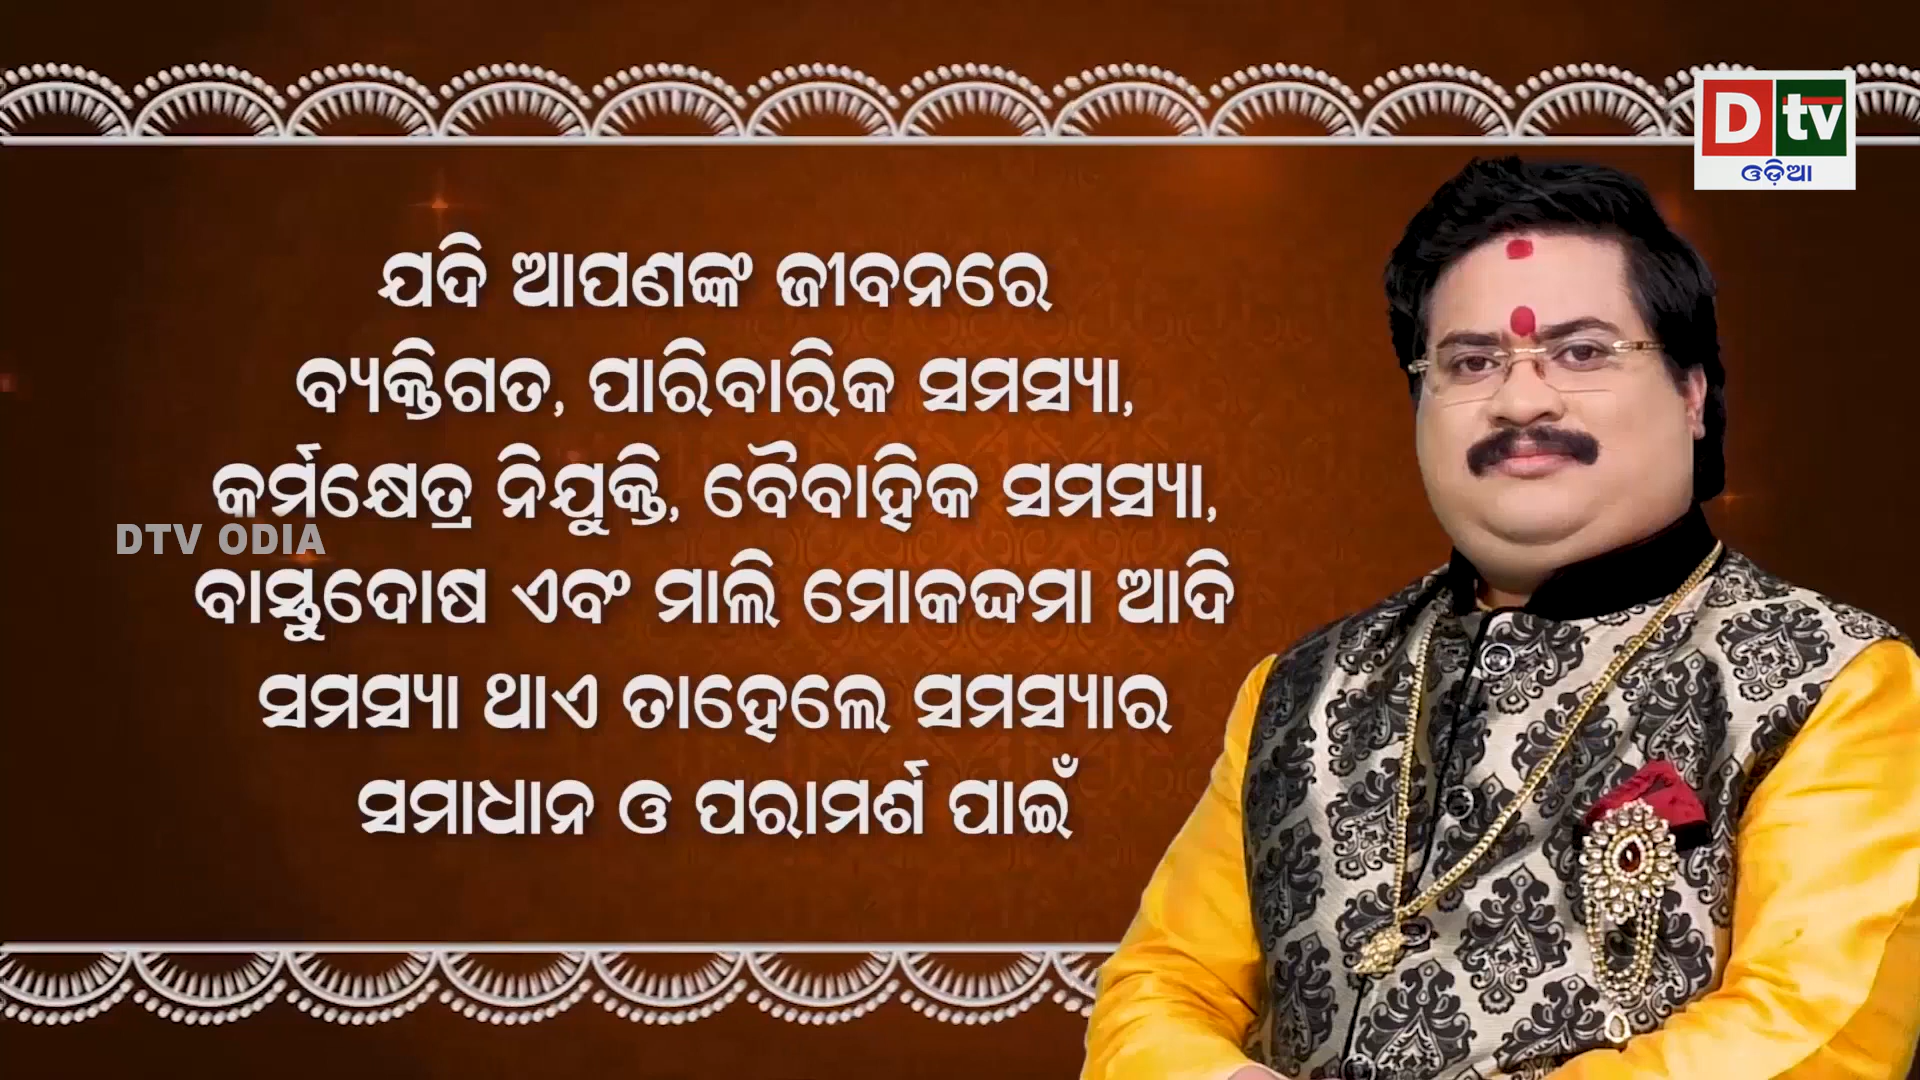 D tv
ଓଡ଼ିଆ
ଯଦି ଆପଣଙ୍କ ଜୀବନରେ
ବ୍ୟକ୍ତିଗତ, ପାରିବାରିକ ସମସ୍ୟା,
କର୍ମକ୍ଷେତ୍ର ନିଯୁକ୍ତି, ବୈବାହିକ ସମସ୍ୟା,
DTV ODIA
ବାସ୍ତୁଦୋଷ ଏବଂ ମାଲି ମୋକଦ୍ଦମା ଆଦି
ସମସ୍ୟା ଥାଏ ତାହେଲେ ସମସ୍ୟାର
ସମାଧାନ ଓ ପରାମର୍ଶ ପାଇଁ